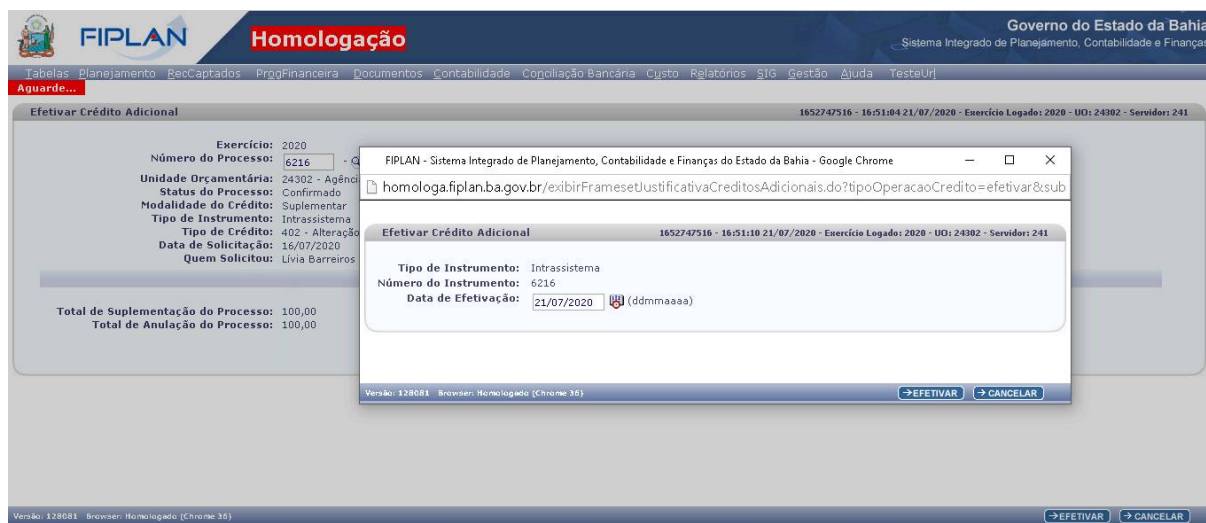 FIPLAN
Homologação
Governo do Estado da Bahia
Sistema Integrado de Planejamento, Contabilidade e Finanças
Tabelas Planejamento RecCaptados ProgFinanceira Documentos Contabilidade Conciliação Bancária Custo Relatórios SIG Gestão Ajuda TesteUrl
Aguarde...
Efetivar Crédito Adicional 1652747516 - 16:51:04 21/07/2020 - Exercício Logado: 2020 - UO: 24302 - Servidor: 241
Exercício: 2020
Número do Processo: 6216 -
Unidade Orçamentária: 24302 - Agênci
Status do Processo: Confirmado
Modalidade do Crédito: Suplementar
Tipo de Instrumento: Intrassistema
Tipo de Crédito: 402 - Alteração
Data de Solicitação: 16/07/2020
Quem Solicitou: Lívia Barreiros
Total de Suplementação do Processo: 100,00
Total de Anulação do Processo: 100,00
FIPLAN - Sistema Integrado de Planejamento, Contabilidade e Finanças do Estado da Bahia - Google Chrome
homologa.fiplan.ba.gov.br/exibirFramesetJustificativaCreditosAdicionais.do?tipoOperacaoCredito=efetivar&sub
Efetivar Crédito Adicional 1652747516 - 16:51:10 21/07/2020 - Exercício Logado: 2020 - UO: 24302 - Servidor: 241
Tipo de Instrumento: Intrassistema
Número do Instrumento: 6216
Data de Efetivação: 21/07/2020 (ddmmaaaa)
Versão: 128081 Browser: Homologado (Chrome 36) EFETIVAR CANCELAR
Versão: 128081 Browser: Homologado (Chrome 36) EFETIVAR CANCELAR